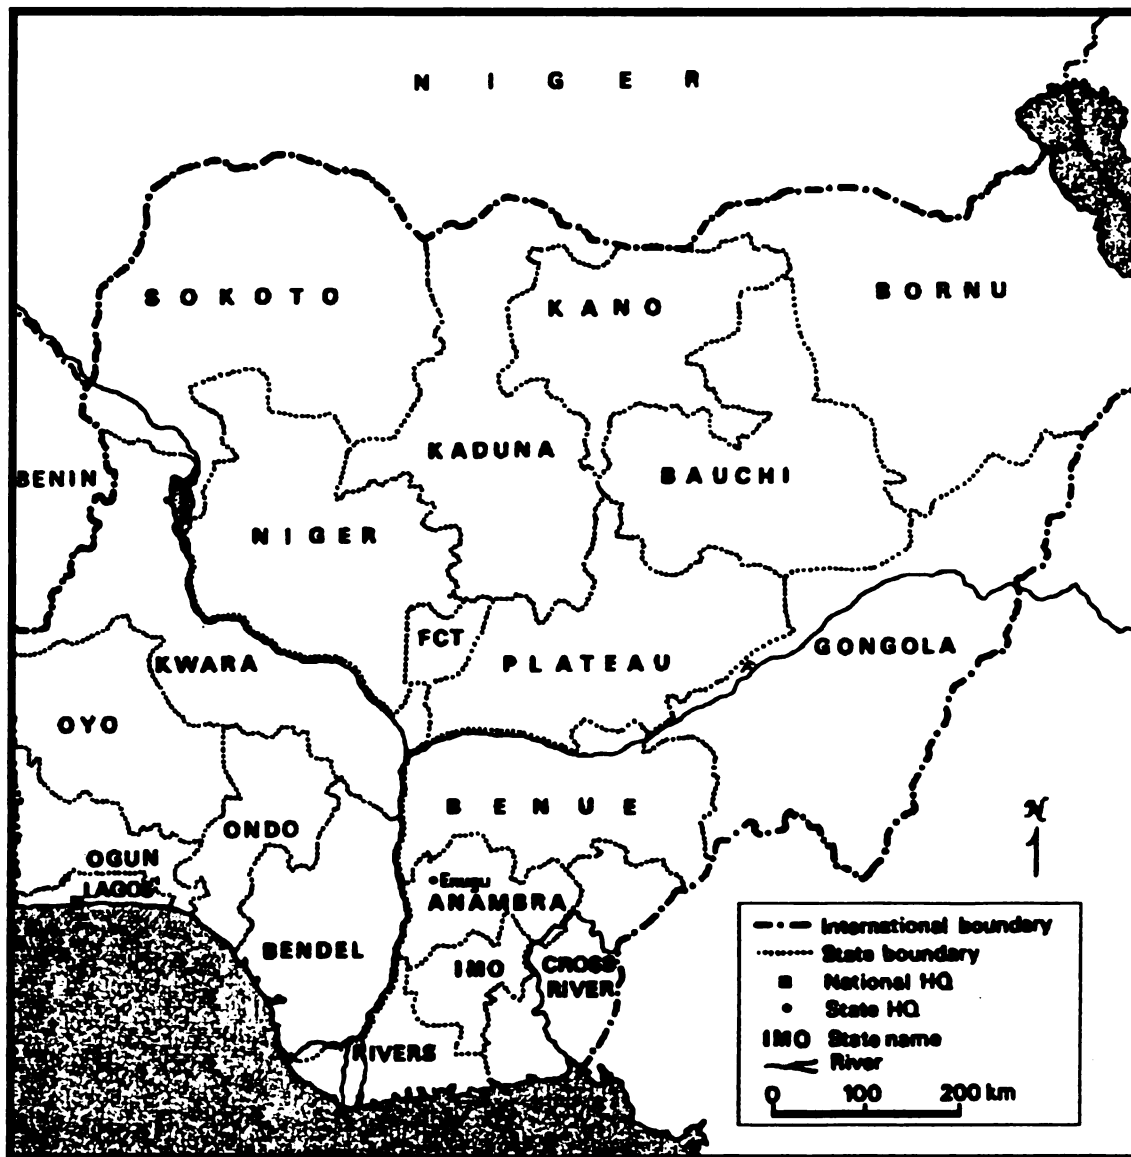 NIGER
SOKOTO
KANO
BORNU
KADUNA
BENIN
BAUCHI
NIGER
FCT
PLATEAU
GONGOLA
KWARA
OYO
BENUE
ONDO
OGUN
LAGOS
Enugu
ANAMBRA
BENDEL
IMO
CROSS
RIVER
RIVERS
N
International boundary
State boundary
National HQ
State HQ
IMO State name
River
0 100 200 km